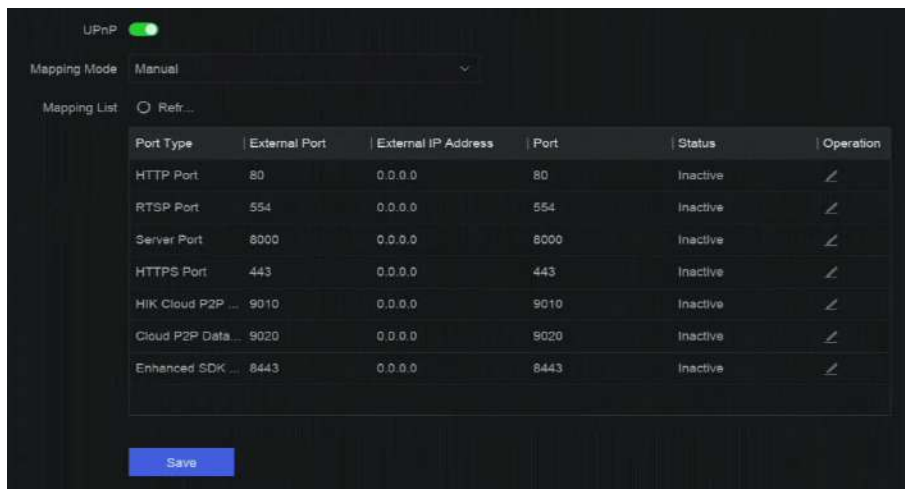 UPnP
Mapping Mode Manual
Mapping List Refr...
Port Type External Port External IP Address Port Status Operation
HTTP Port 80 0.0.0.0 80 Inactive
RTSP Port 554 0.0.0.0 554 Inactive
Server Port 8000 0.0.0.0 8000 Inactive
HTTPS Port 443 0.0.0.0 443 Inactive
HIK Cloud P2P ... 9010 0.0.0.0 9010 Inactive
Cloud P2P Data... 9020 0.0.0.0 9020 Inactive
Enhanced SDK ... 8443 0.0.0.0 8443 Inactive
Save